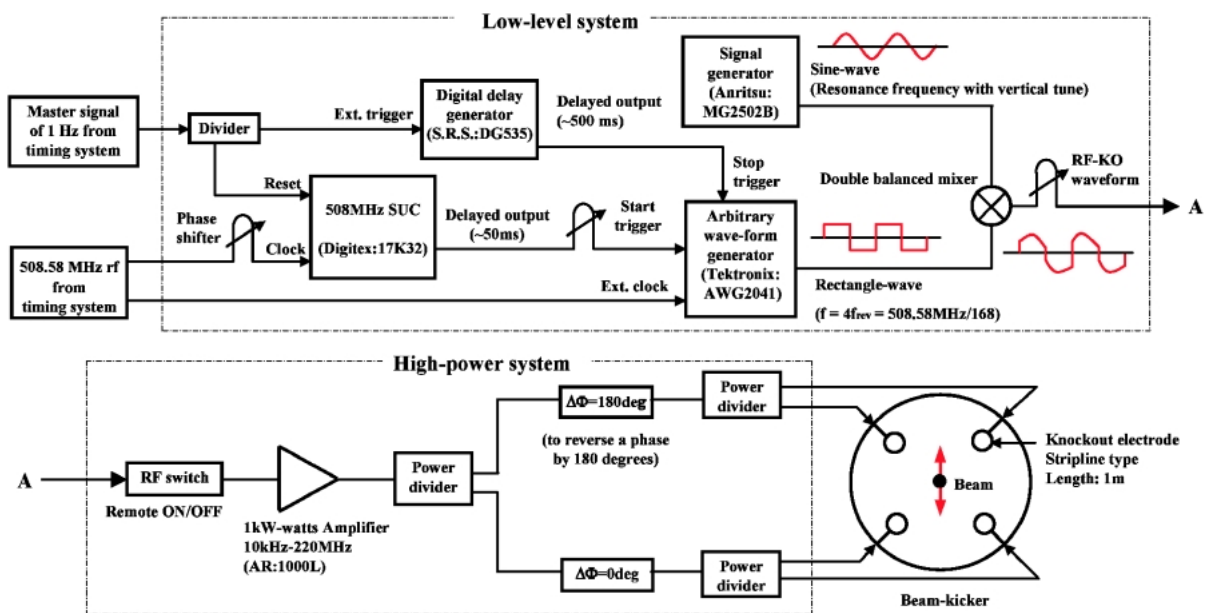 Low-level system
Master signal
of 1 Hz from
timing system
Divider
Ext. trigger
Digital delay
generator
(S.R.S.:DG535)
Delayed output
(~500 ms)
Signal
generator
(Anritsu:
MG2502B)
Sine-wave
(Resonance frequency with vertical tune)
Reset
Stop
trigger
Double balanced mixer
RF-KO
waveform
A
Phase
shifter
Clock
508MHz SUC
(Digitex:17K32)
Delayed output
(~50ms)
Start
trigger
Arbitrary
wave-form
generator
(Tektronix:
AWG2041)
508.58 MHz rf
from
timing system
Ext. clock
Rectangle-wave
(f = 4frev = 508.58MHz/168)
High-power system
A
RF switch
Remote ON/OFF
1kW-watts Amplifier
10kHz-220MHz
(AR:1000L)
Power
divider
ΔΦ=180deg
(to reverse a phase
by 180 degrees)
Power
divider
ΔΦ=0deg
Power
divider
Beam
Knockout electrode
Stripline type
Length: 1m
Beam-kicker